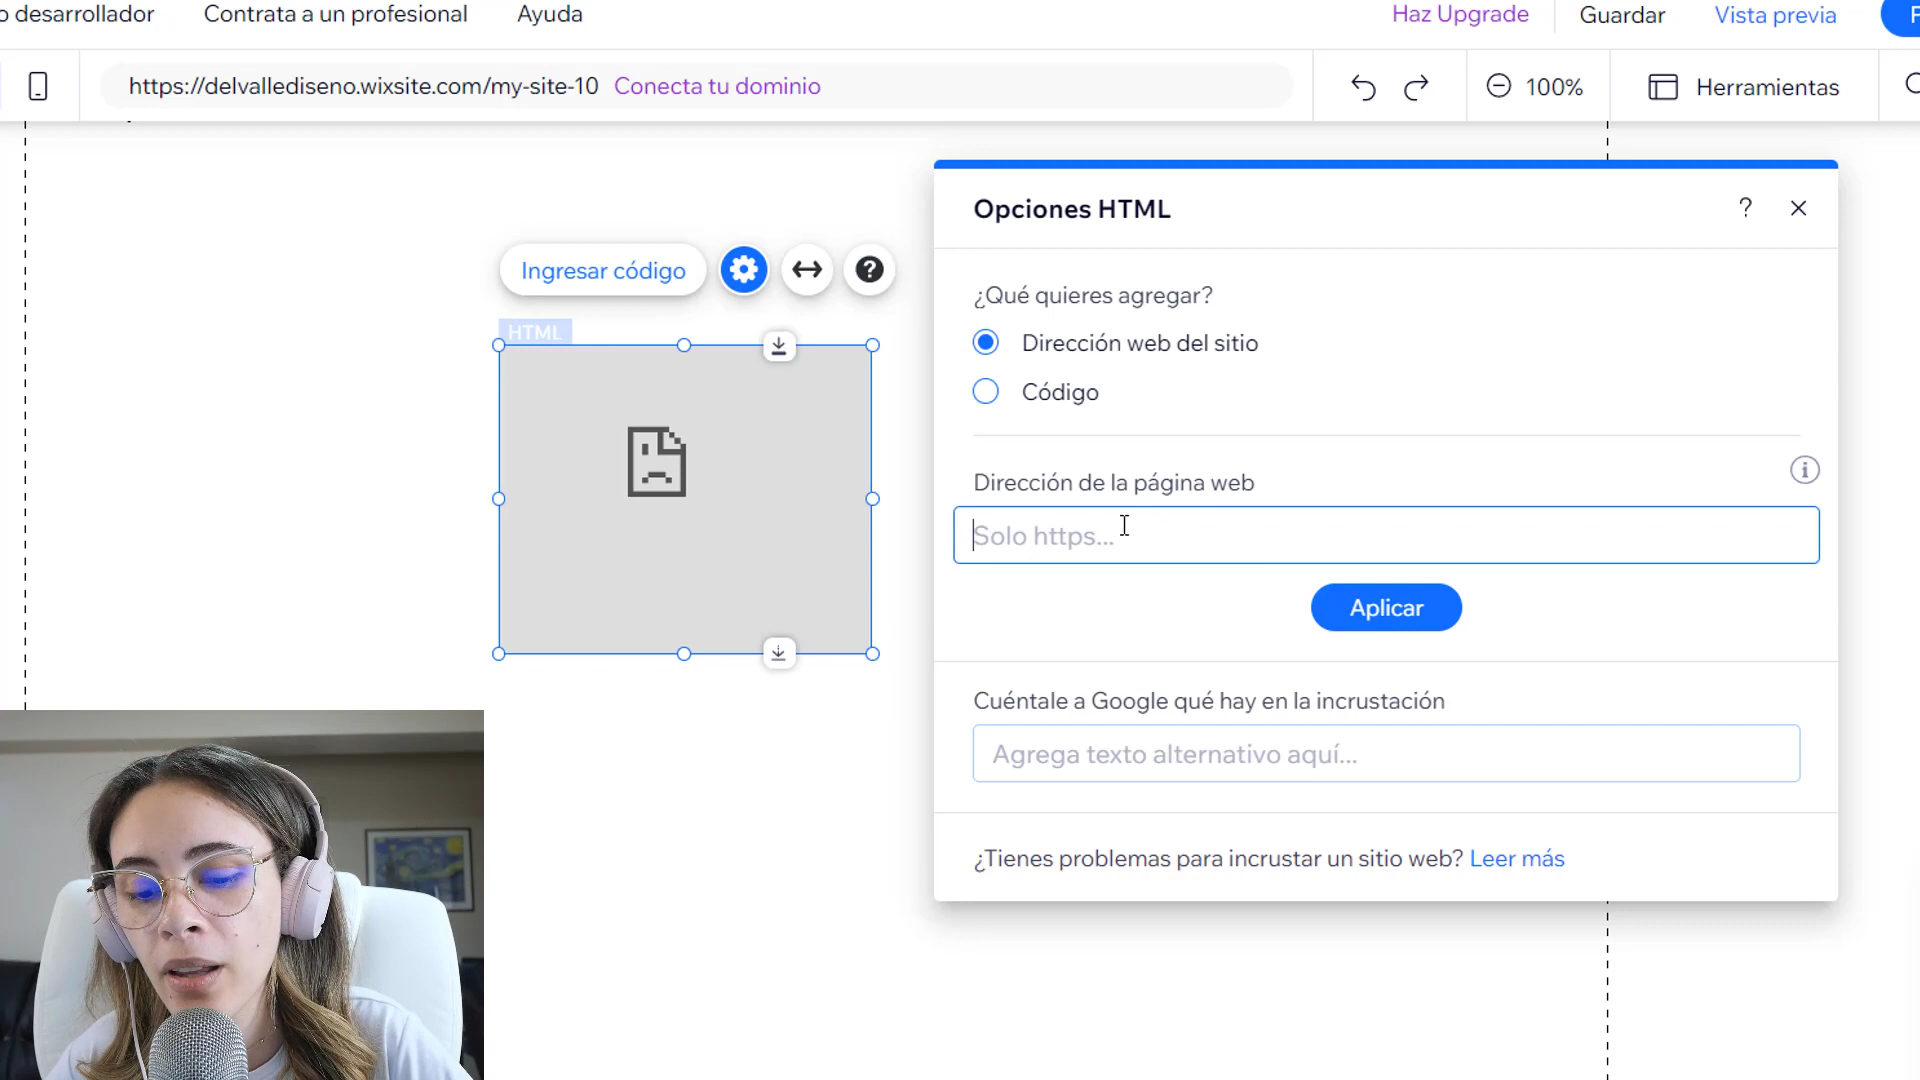 o desarrollador Contrata a un profesional Ayuda Haz Upgrade Guardar Vista previa
https://delvallediseno.wixsite.com/my-site-10 Conecta tu dominio 100% Herramientas
Opciones HTML ?
Ingresar código ?
¿Qué quieres agregar?
HTML
Dirección web del sitio
Código
Dirección de la página web
Solo https...
Aplicar
Cuéntale a Google qué hay en la incrustación
Agrega texto alternativo aquí...
¿Tienes problemas para incrustar un sitio web? Leer más